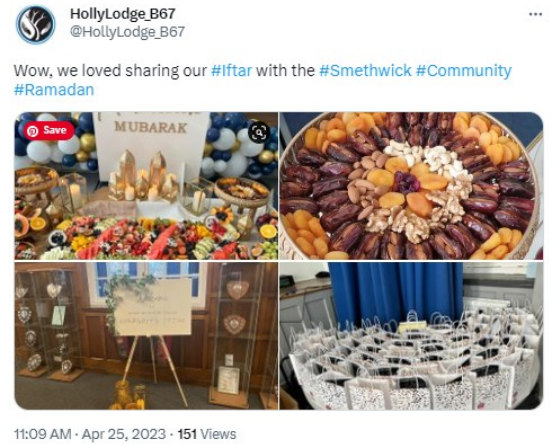 HollyLodge_B67
@HollyLodge_B67
Wow, we loved sharing our #Iftar with the #Smethwick #Community
#Ramadan
Save
MUBARAK
11:09 AM · Apr 25, 2023 · 151 Views